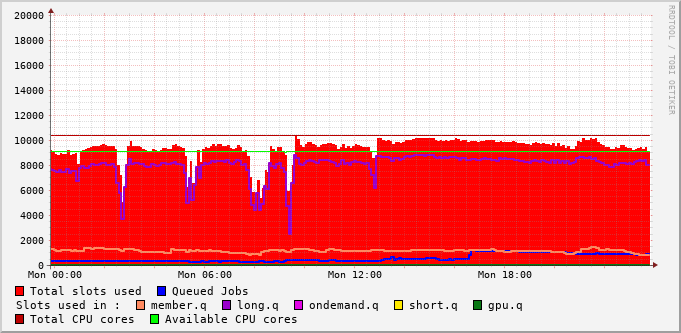 20000
18000
16000
14000
12000
10000
8000
6000
4000
2000
0
Mon 00:00 Mon 06:00 Mon 12:00 Mon 18:00
RRDTOOL / TOBI OETIKER
Total slots used Queued Jobs
Slots used in : member.q long.q ondemand.q short.q gpu.q
Total CPU cores Available CPU cores